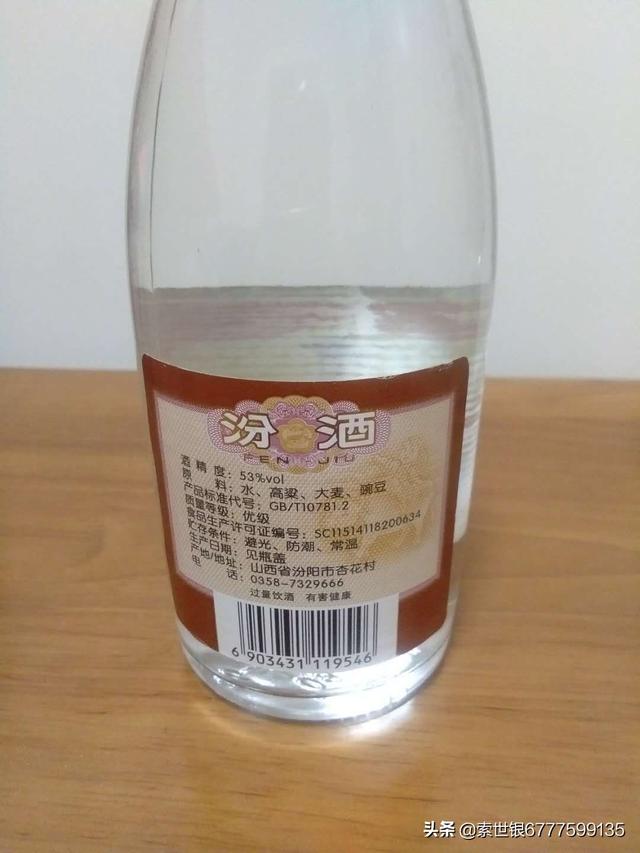 汾酒
FEN JIU
酒精度：53%vol
原料：水、高粱、大麦、豌豆
产品标准代号：GB/T10781.2
质量等级：优级
食品生产许可证编号：SC11514118200634
贮存条件：避光、防潮、常温
生产日期：见瓶盖
产地/地址：山西省汾阳市杏花村
电话：0358-7329666
过量饮酒 有害健康
6 903431 119546
头条 @索世银6777599135